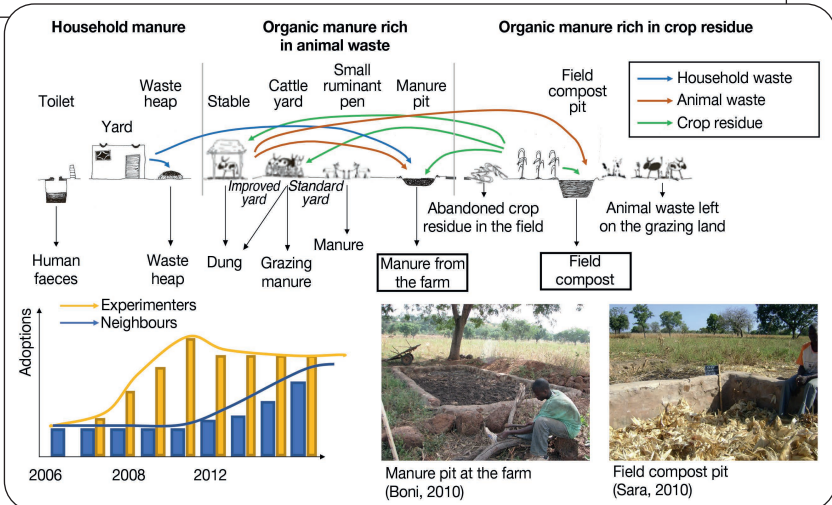 Household manure
Organic manure rich
in animal waste
Organic manure rich in crop residue
Toilet
Yard
Waste
heap
Stable
Cattle
yard
Small
ruminant
pen
Manure
pit
Field
compost
pit
Household waste
Animal waste
Crop residue
Improved
yard
Standard
yard
Human
faeces
Waste
heap
Dung
Grazing
manure
Manure
Manure from
the farm
Abandoned crop
residue in the field
Field
compost
Animal waste left
on the grazing land
Adoptions
Experimenters
Neighbours
2006
2008
2012
Manure pit at the farm
(Boni, 2010)
Field compost pit
(Sara, 2010)